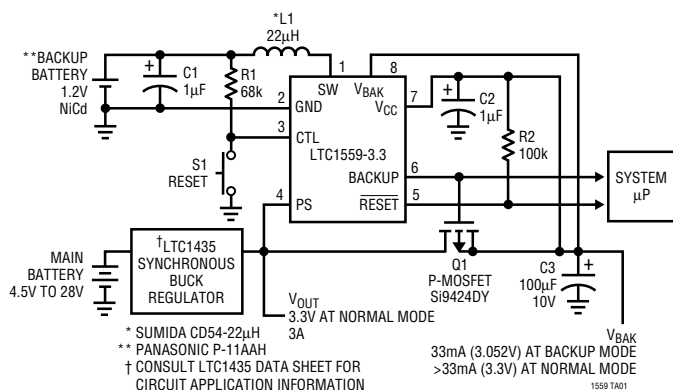 *L1
22µH
**BACKUP
BATTERY
1.2V
NiCd
+
C1
1µF
R1
68k
1
SW
8
VBAK
2
GND
7
VCC
+
C2
1µF
3
CTL
LTC1559-3.3
R2
100k
S1
RESET
BACKUP
6
4
PS
RESET
5
SYSTEM
µP
MAIN
BATTERY
4.5V TO 28V
†LTC1435
SYNCHRONOUS
BUCK
REGULATOR
Q1
P-MOSFET
Si9424DY
C3
100µF
10V
+
VOUT
3.3V AT NORMAL MODE
3A
VBAK
33mA (3.052V) AT BACKUP MODE
>33mA (3.3V) AT NORMAL MODE
* SUMIDA CD54-22µH
** PANASONIC P-11AAH
† CONSULT LTC1435 DATA SHEET FOR
CIRCUIT APPLICATION INFORMATION
1559 TA01